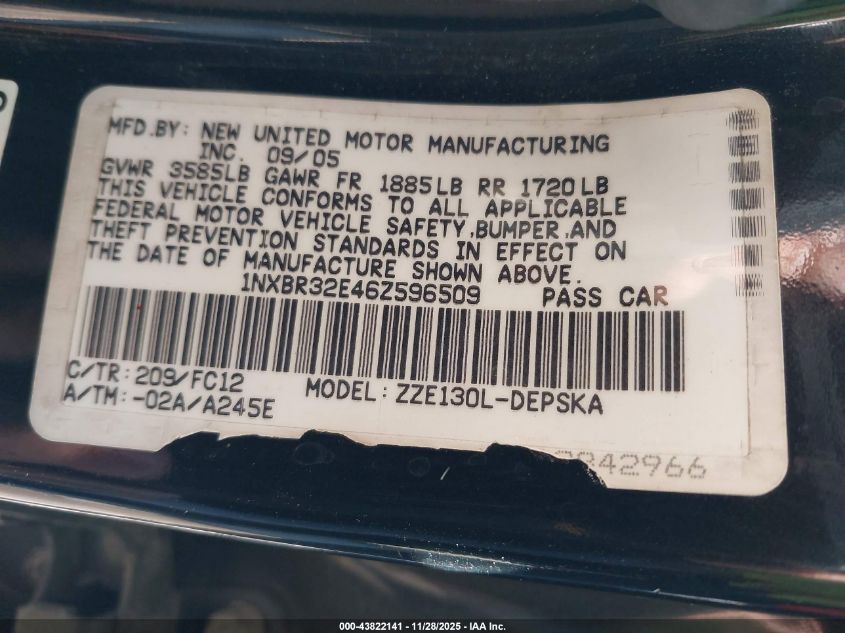 MFD.BY: NEW UNITED MOTOR MANUFACTURING
INC. 09/05
GVWR 3585LB GAWR FR 1885LB RR 1720LB
THIS VEHICLE CONFORMS TO ALL APPLICABLE
FEDERAL MOTOR VEHICLE SAFETY,BUMPER,AND
THEFT PREVENTION STANDARDS IN EFFECT ON
THE DATE OF MANUFACTURE SHOWN ABOVE.
1NXBR32E46Z596509 PASS CAR
C/TR: 209/FC12 MODEL: ZZE130L-DEPSKA
A/TM: -02A/A245E
000-43822141 | 11/28/2025 - IAA Inc.